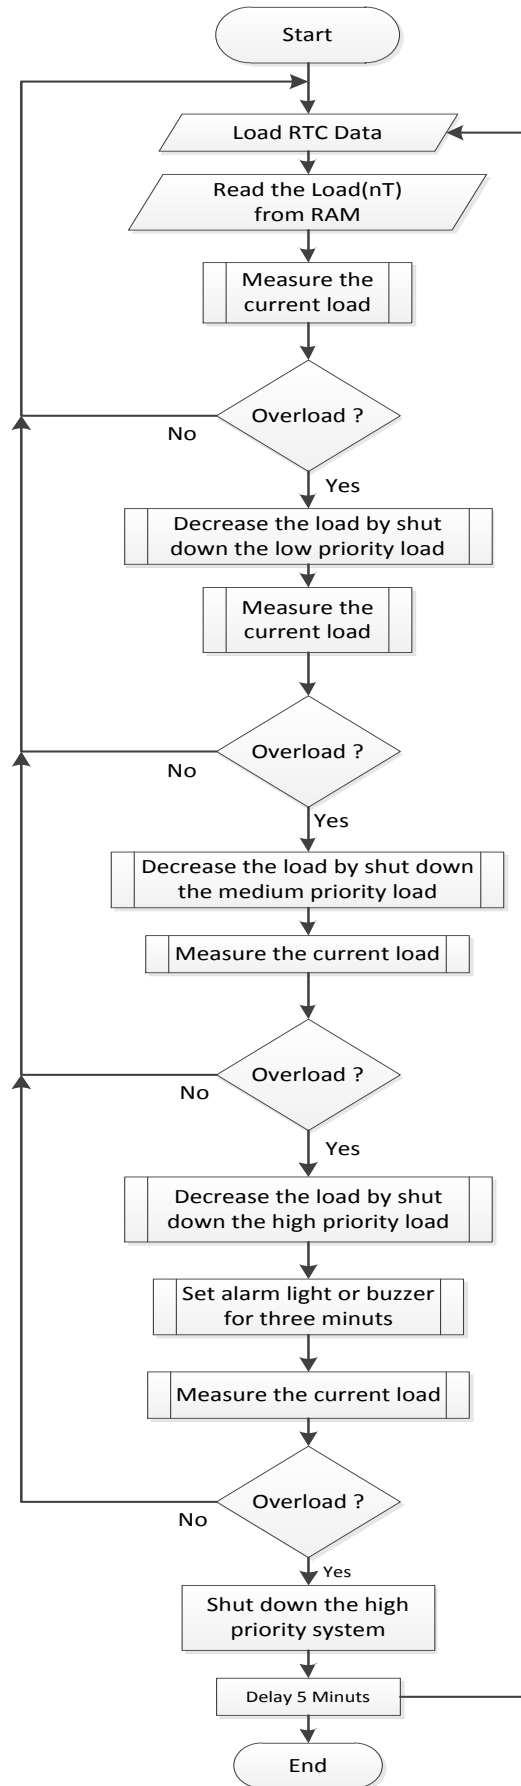 Start
Load RTC Data
Read the Load(nT)
from RAM
Measure the
current load
Overload ?
No
Yes
Decrease the load by shut
down the low priority load
Measure the
current load
Overload ?
No
Yes
Decrease the load by shut down
the medium priority load
Measure the current load
Overload ?
No
Yes
Decrease the load by shut
down the high priority load
Set alarm light or buzzer
for three minuts
Measure the current load
Overload ?
No
Yes
Shut down the high
priority system
Delay 5 Minuts
End